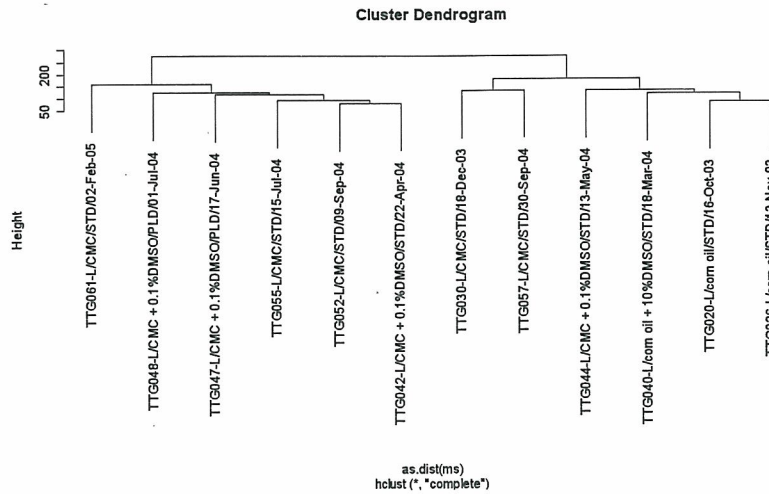 Cluster Dendrogram
Height
200
50
TTG061-L/CMC/STD/02-Feb-05
TTG048-L/CMC + 0.1%DMSO/PLD/01-Jul-04
TTG047-L/CMC + 0.1%DMSO/PLD/17-Jun-04
TTG055-L/CMC/STD/15-Jul-04
TTG052-L/CMC/STD/09-Sep-04
TTG042-L/CMC + 0.1%DMSO/STD/22-Apr-04
TTG030-L/CMC/STD/18-Dec-03
TTG057-L/CMC/STD/30-Sep-04
TTG044-L/CMC + 0.1%DMSO/STD/13-May-04
TTG040-L/corn oil + 10%DMSO/STD/18-Mar-04
TTG020-L/corn oil/STD/16-Oct-03
as.dist(ms)
hclust (*, "complete")